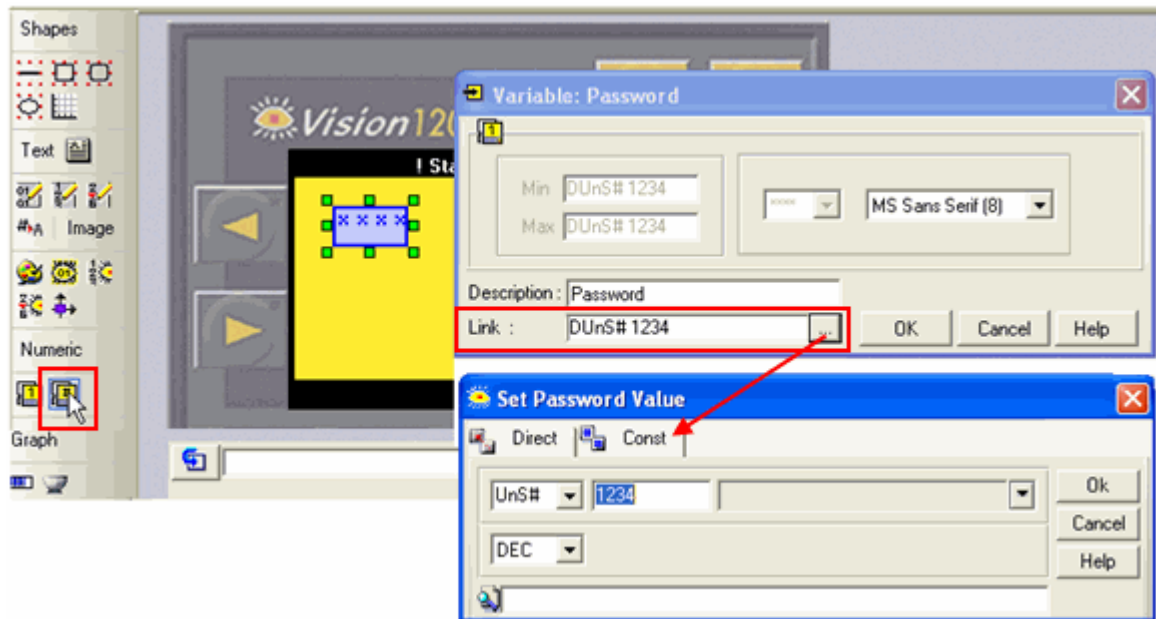 Shapes
Text
Image
Numeric
Graph
Vision120
! Sta
x x x x
Variable: Password
Min DUnS# 1234
Max DUnS# 1234
×××× MS Sans Serif (8)
Description : Password
Link : DUnS# 1234 ... OK Cancel Help
Set Password Value
Direct Const
UnS# 1234 Ok
Cancel
DEC Help